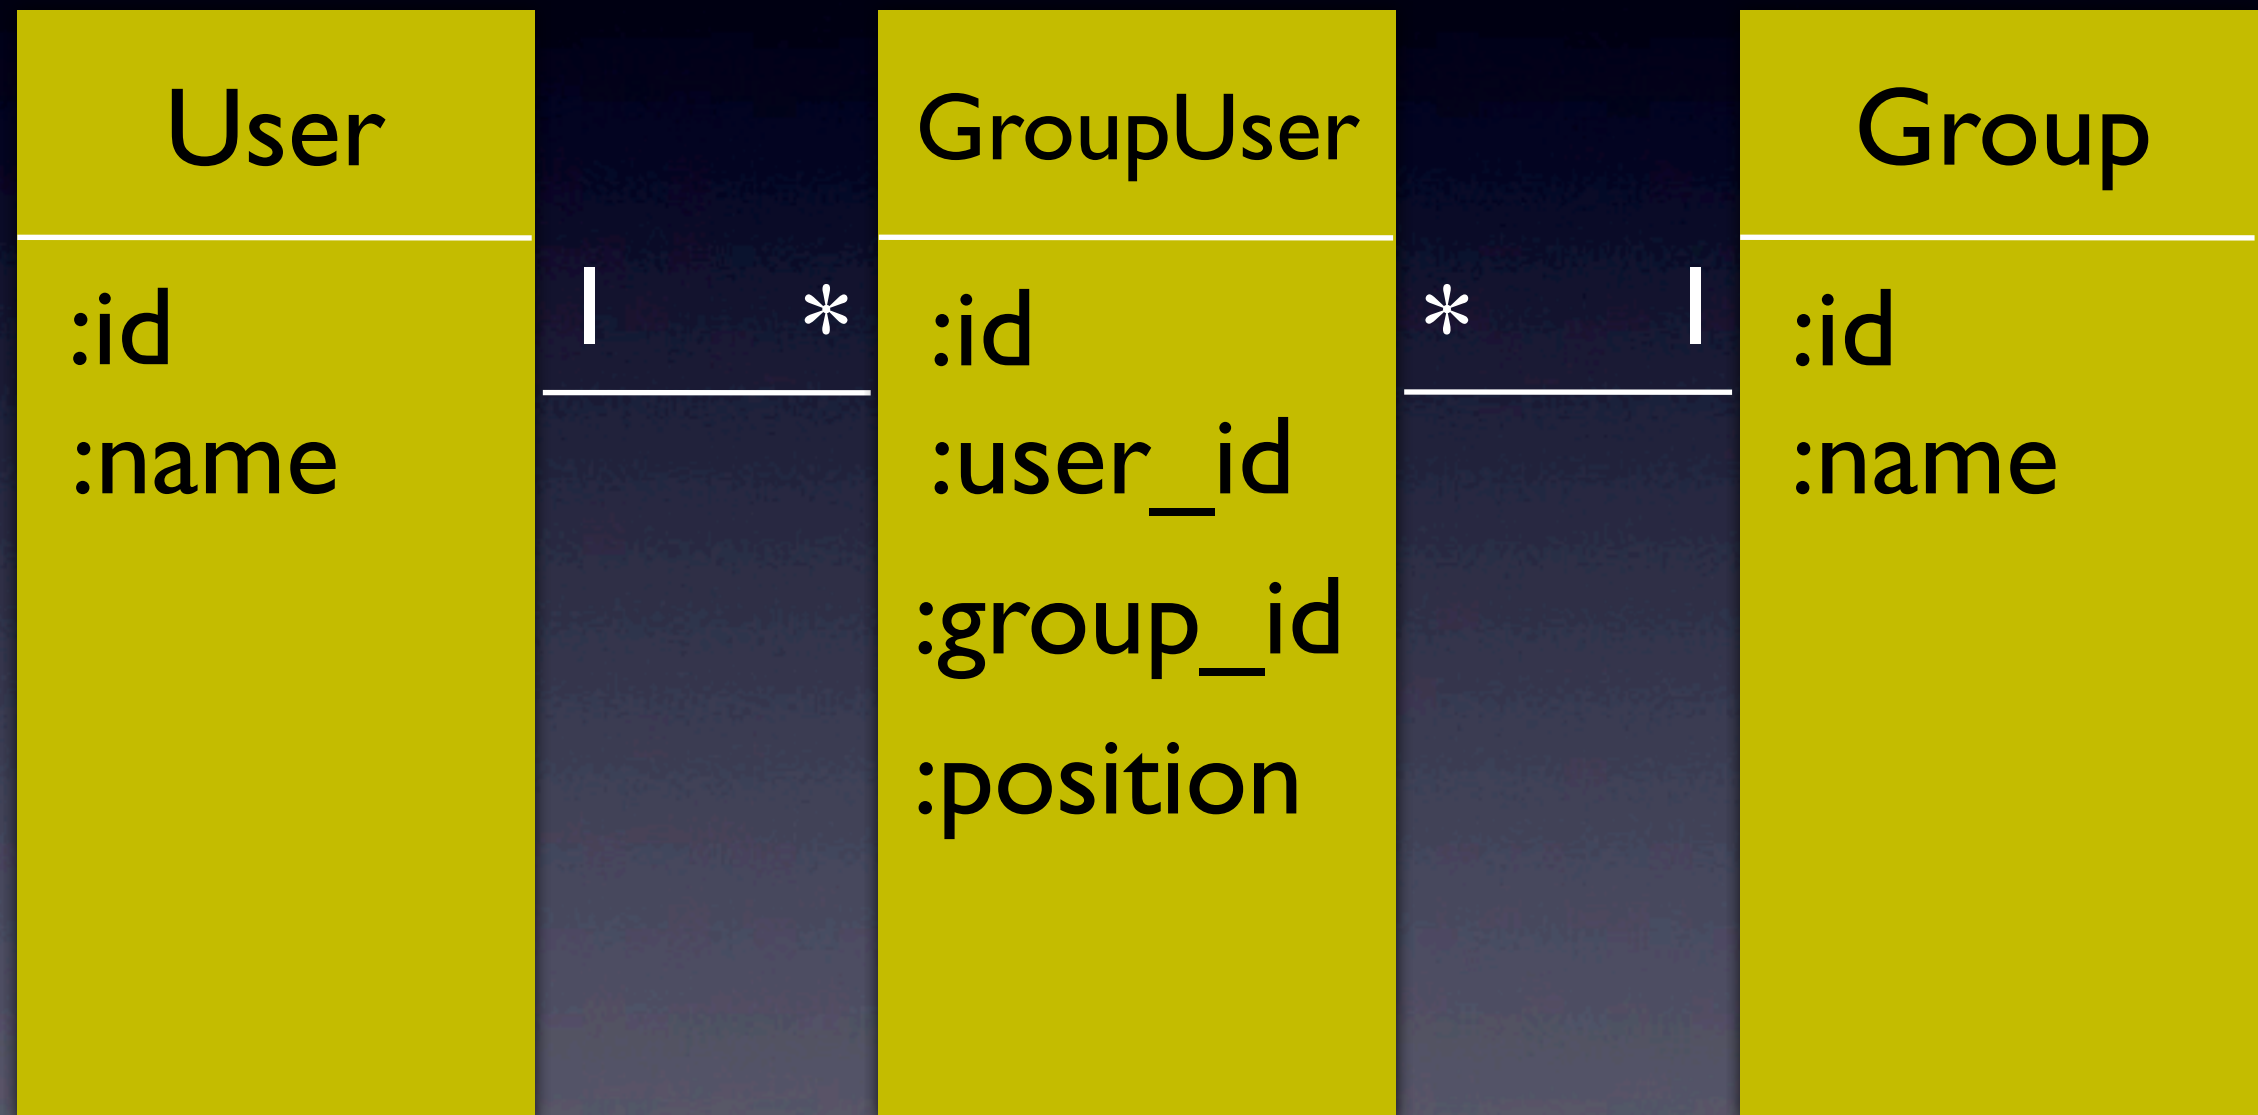 User
:id
:name
1 *
GroupUser
:id
:user_id
:group_id
:position
* 1
Group
:id
:name